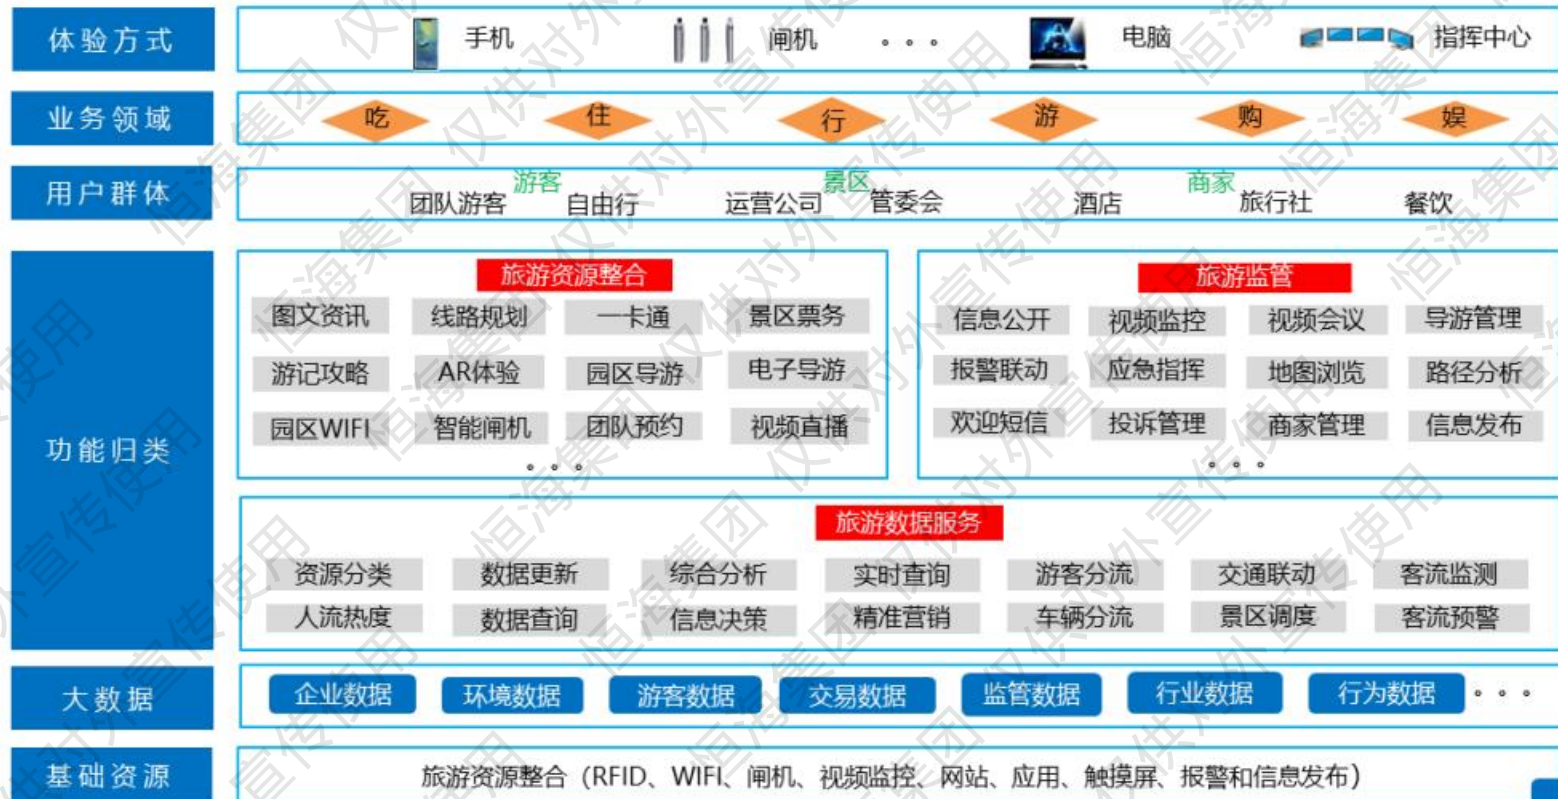 体验方式
手机 闸机 。。。 电脑 指挥中心
业务领域
吃 住 行 游 购 娱
用户群体
游客 景区 商家
团队游客 自由行 运营公司 管委会 酒店 旅行社 餐饮
功能归类
旅游资源整合
图文资讯 线路规划 一卡通 景区票务
游记攻略 AR体验 园区导游 电子导游
园区WIFI 智能闸机 团队预约 视频直播
。。。
旅游监管
信息公开 视频监控 视频会议 导游管理
报警联动 应急指挥 地图浏览 路径分析
欢迎短信 投诉管理 商家管理 信息发布
。。。
旅游数据服务
资源分类 数据更新 综合分析 实时查询 游客分流 交通联动 客流监测
人流热度 数据查询 信息决策 精准营销 车辆分流 景区调度 客流预警
大数据
企业数据 环境数据 游客数据 交易数据 监管数据 行业数据 行为数据 。。。
基础资源
旅游资源整合（RFID、WIFI、闸机、视频监控、网站、应用、触摸屏、报警和信息发布）
恒海集团 仅供对外宣传使用